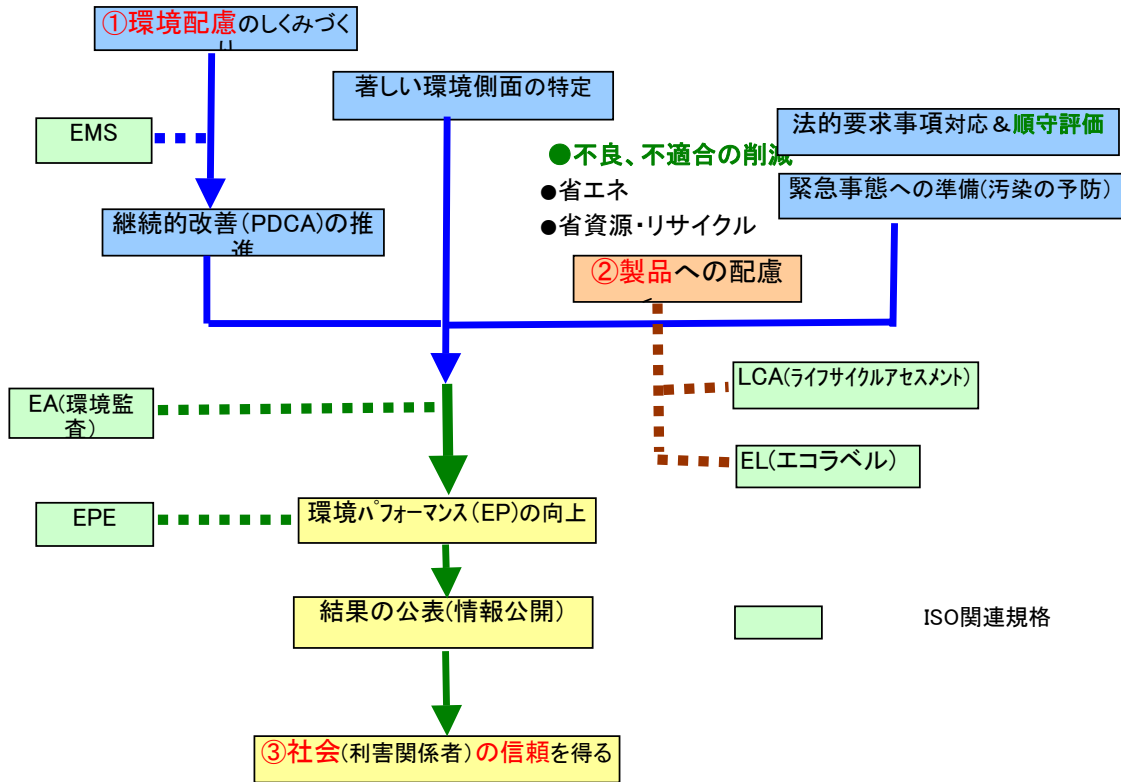 ①環境配慮のしくみづく
り
著しい環境側面の特定
EMS
法的要求事項対応＆順守評価
●不良、不適合の削減
●省エネ
緊急事態への準備(汚染の予防)
●省資源・リサイクル
継続的改善(PDCA)の推
進
②製品への配慮
LCA(ライフサイクルアセスメント)
EA(環境監
査)
EL(エコラベル)
環境パフォーマンス(EP)の向上
EPE
結果の公表(情報公開)
ISO関連規格
③社会(利害関係者)の信頼を得る